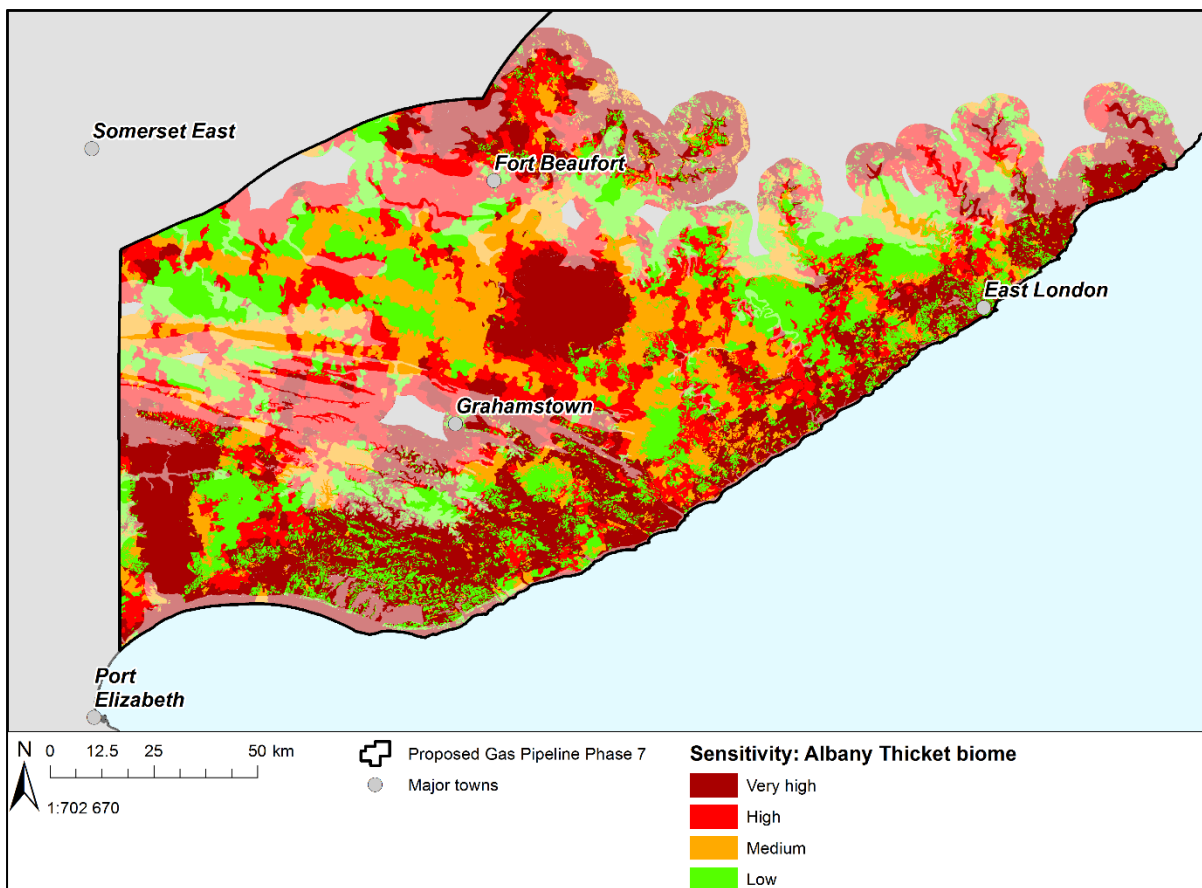 Somerset East
Fort Beaufort
East London
Grahamstown
Port
Elizabeth
N 0 12.5 25 50 km
1:702 670
Proposed Gas Pipeline Phase 7
Major towns
Sensitivity: Albany Thicket biome
Very high
High
Medium
Low